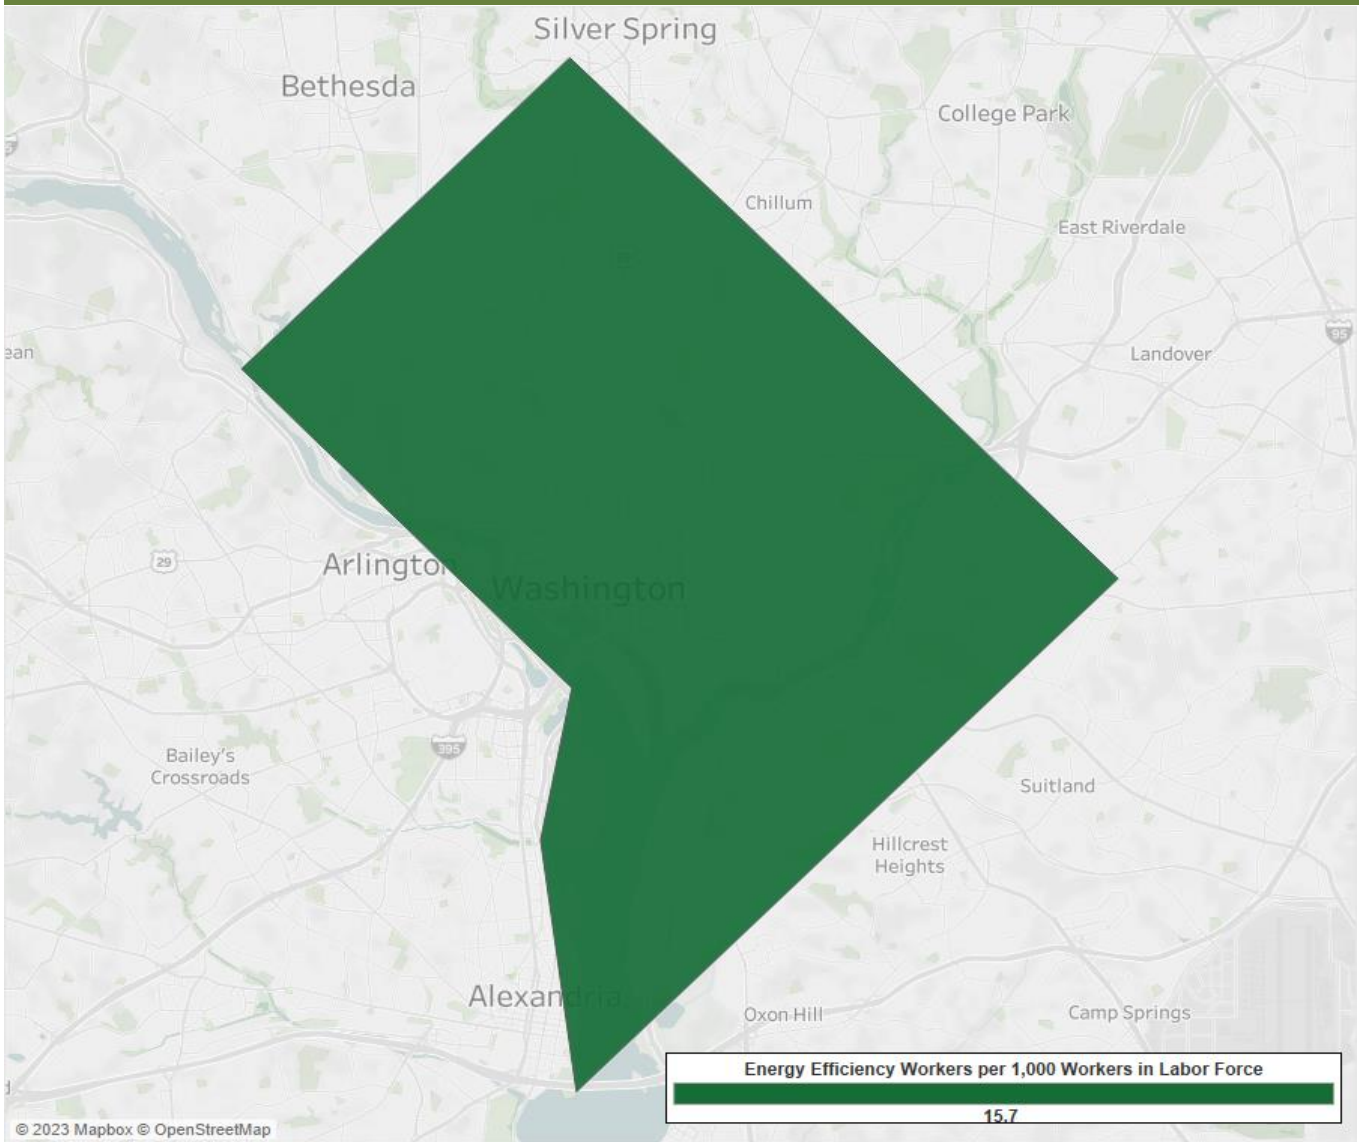 Silver Spring
Bethesda
College Park
Chillum
East Riverdale
95
ean
Landover
29
Arlington
Washington
395
Bailey's
Crossroads
Suitland
Hillcrest
Heights
Alexandria
Oxon Hill
Camp Springs
Energy Efficiency Workers per 1,000 Workers in Labor Force
15.7
© 2023 Mapbox © OpenStreetMap